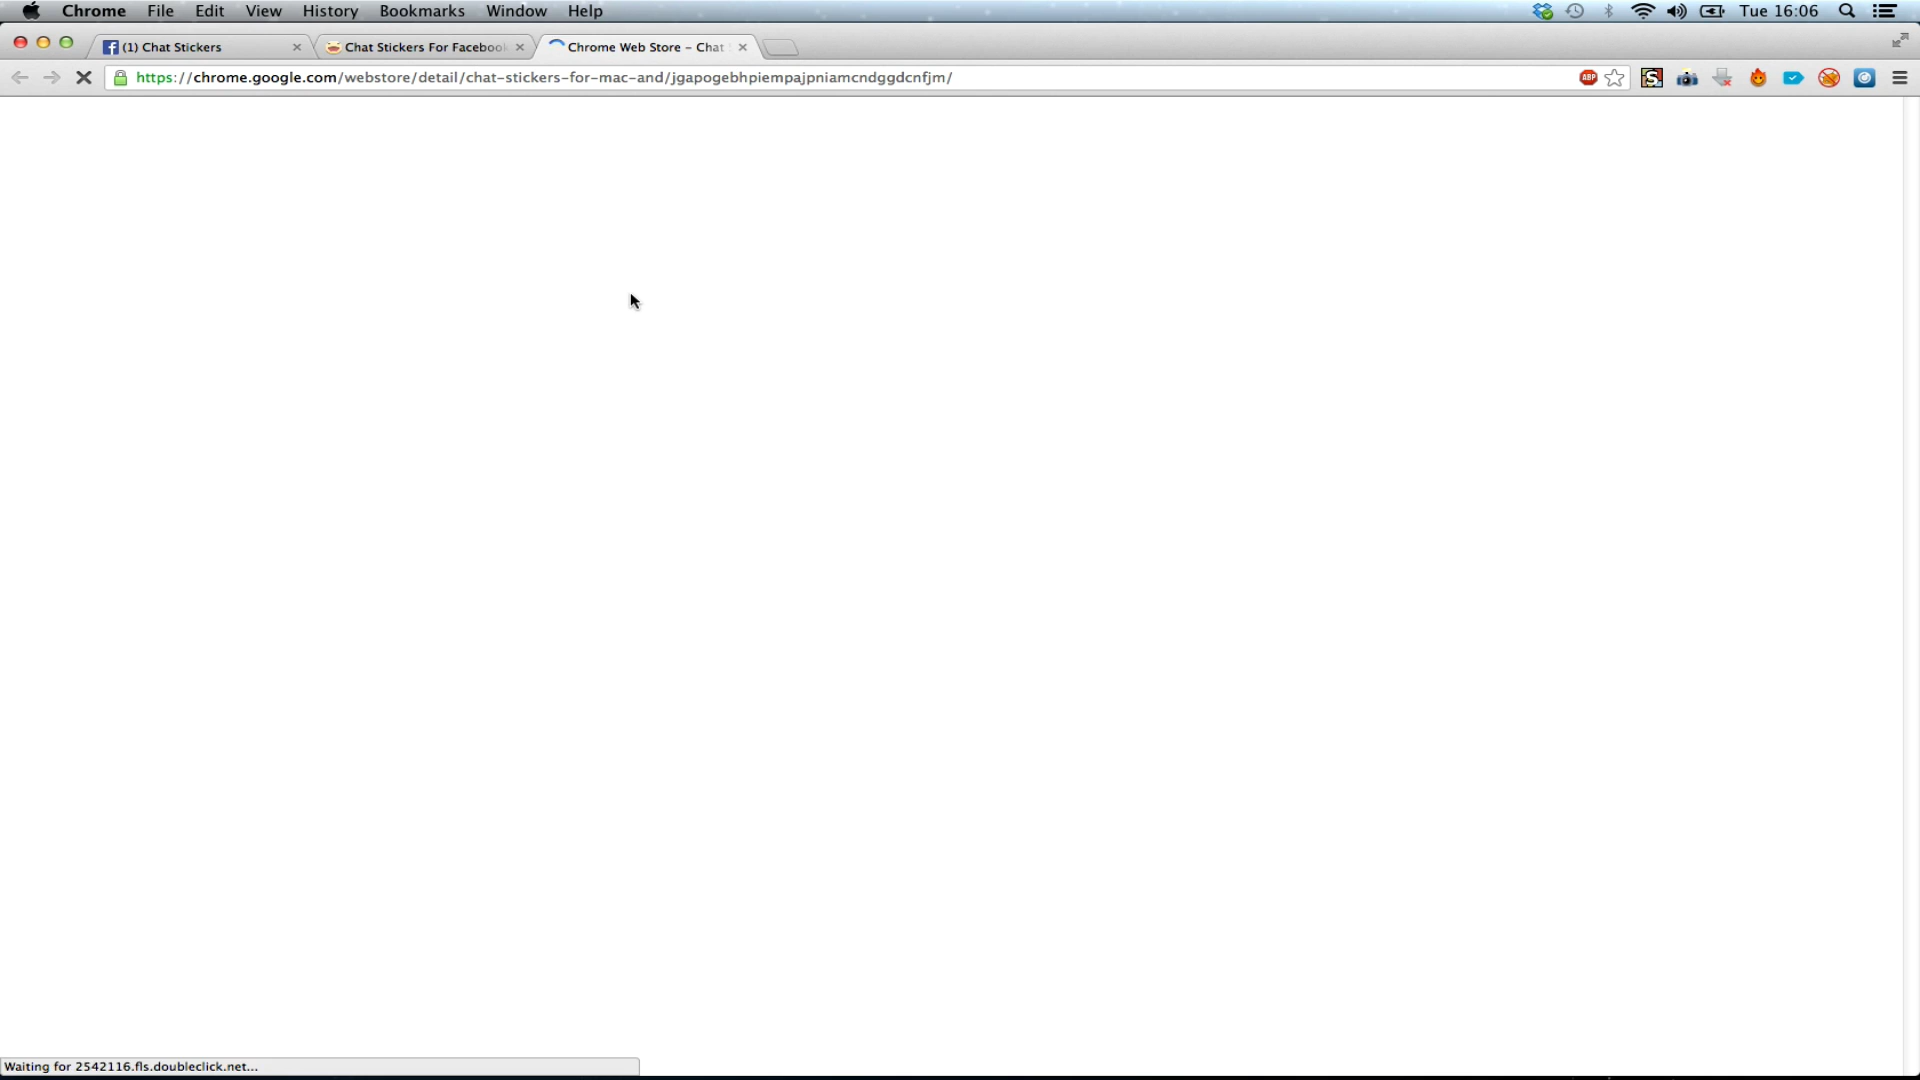 Chrome File Edit View History Bookmarks Window Help Tue 16:06
(1) Chat Stickers Chat Stickers For Facebook Chrome Web Store – Chat
https://chrome.google.com/webstore/detail/chat-stickers-for-mac-and/jgapogebhpiempajpniamcndggdcnfjm/ ABP
Waiting for 2542116.fls.doubleclick.net...